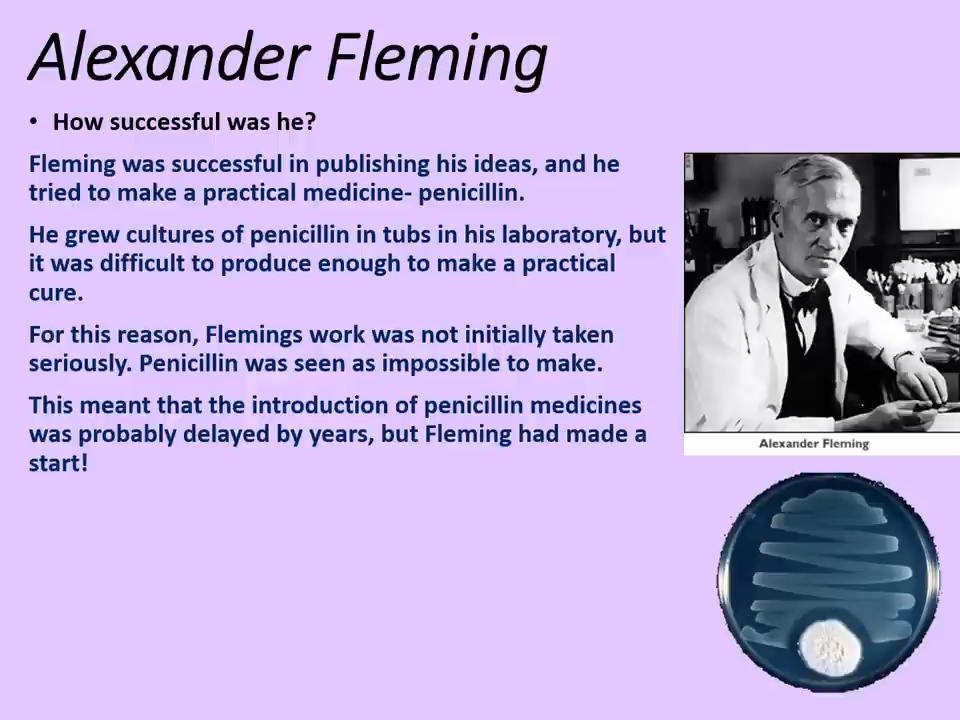 Alexander Fleming
• How successful was he?
Fleming was successful in publishing his ideas, and he
tried to make a practical medicine- penicillin.
He grew cultures of penicillin in tubs in his laboratory, but
it was difficult to produce enough to make a practical
cure.
For this reason, Flemings work was not initially taken
seriously. Penicillin was seen as impossible to make.
This meant that the introduction of penicillin medicines
was probably delayed by years, but Fleming had made a
start!
Alexander Fleming